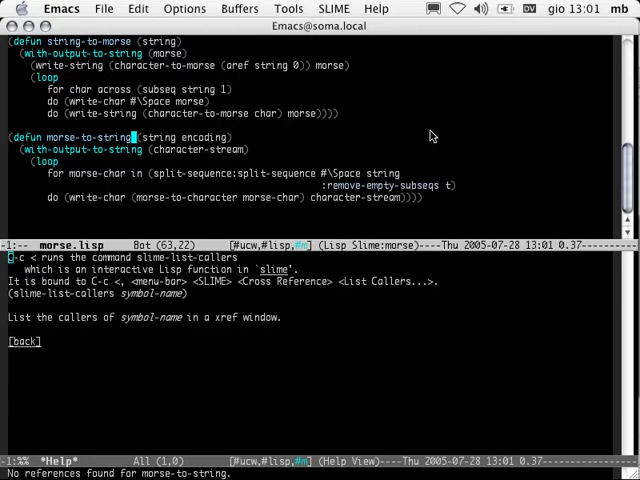 Emacs File Edit Options Buffers Tools SLIME Help DV gio 13:01 mb
Emacs@soma.local
(defun string-to-morse (string)
(with-output-to-string (morse)
(write-string (character-to-morse (aref string 0)) morse)
(loop
for char across (subseq string 1)
do (write-char #\Space morse)
do (write-string (character-to-morse char) morse))))
(defun morse-to-string (string encoding)
(with-output-to-string (character-stream)
(loop
for morse-char in (split-sequence:split-sequence #\Space string
:remove-empty-subseqs t)
do (write-char (morse-to-character morse-char) character-stream))))
-1:-- morse.lisp Bot (63,22) [#ucw,#lisp,#m] (Lisp Slime:morse)----Thu 2005-07-28 13:01 0.37----
C-c < runs the command slime-list-callers
which is an interactive Lisp function in `slime'.
It is bound to C-c <, <menu-bar> <SLIME> <Cross Reference> <List Callers...>.
(slime-list-callers symbol-name)
List the callers of symbol-name in a xref window.
[back]
-1:%% *Help* All (1,0) [#ucw,#lisp,#m] (Help View)----Thu 2005-07-28 13:01 0.37----
No references found for morse-to-string.